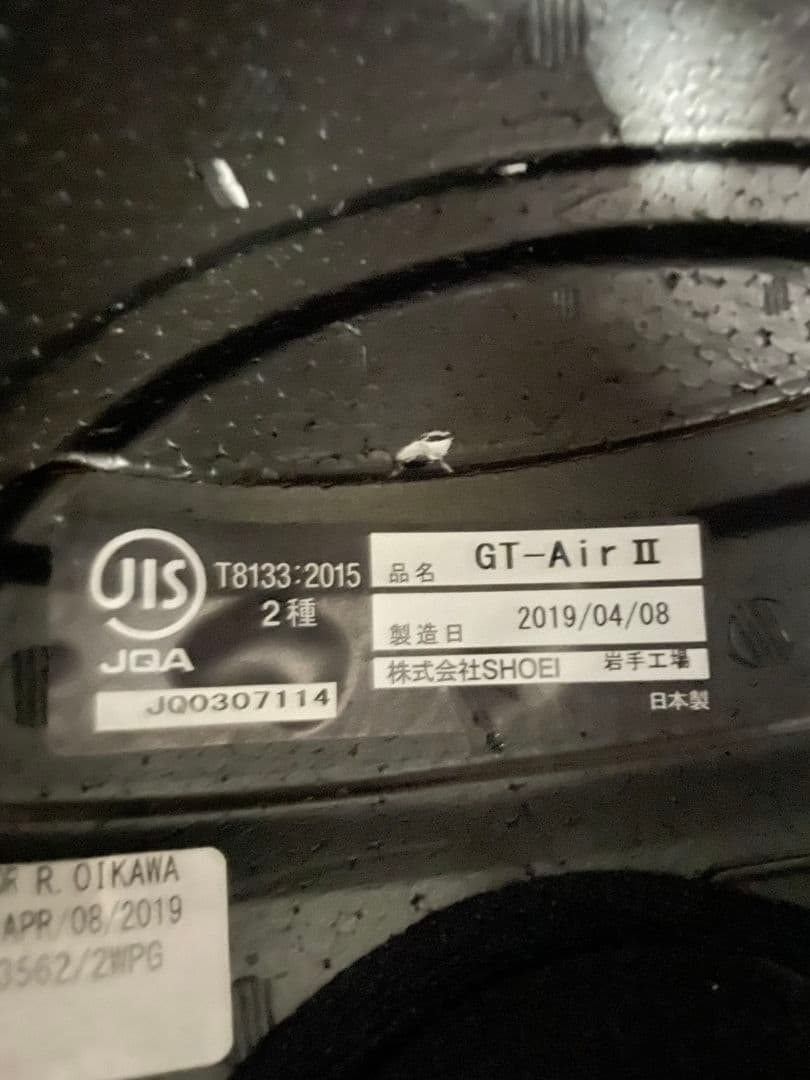 JIS
T8133:2015
2種
JQA
JQ0307114
品名 GT-Air II
製造日 2019/04/08
株式会社SHOEI 岩手工場
日本製
R. OIKAWA
APR/08/2019
3562/2WPG